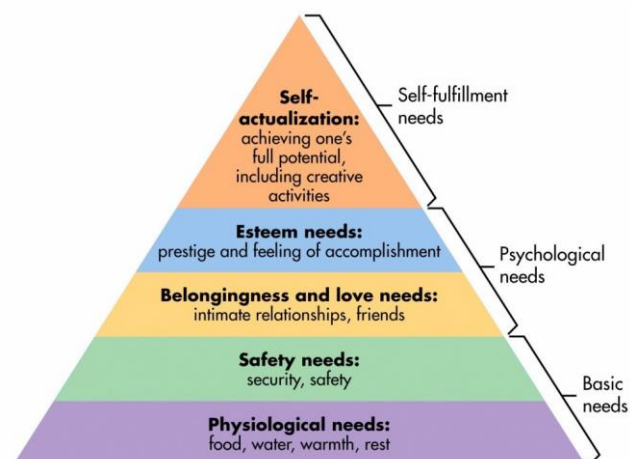 Self-
actualization:
achieving one's
full potential,
including creative
activities
Self-fulfillment
needs
Esteem needs:
prestige and feeling of accomplishment
Psychological
needs
Belongingness and love needs:
intimate relationships, friends
Safety needs:
security, safety
Basic
needs
Physiological needs:
food, water, warmth, rest